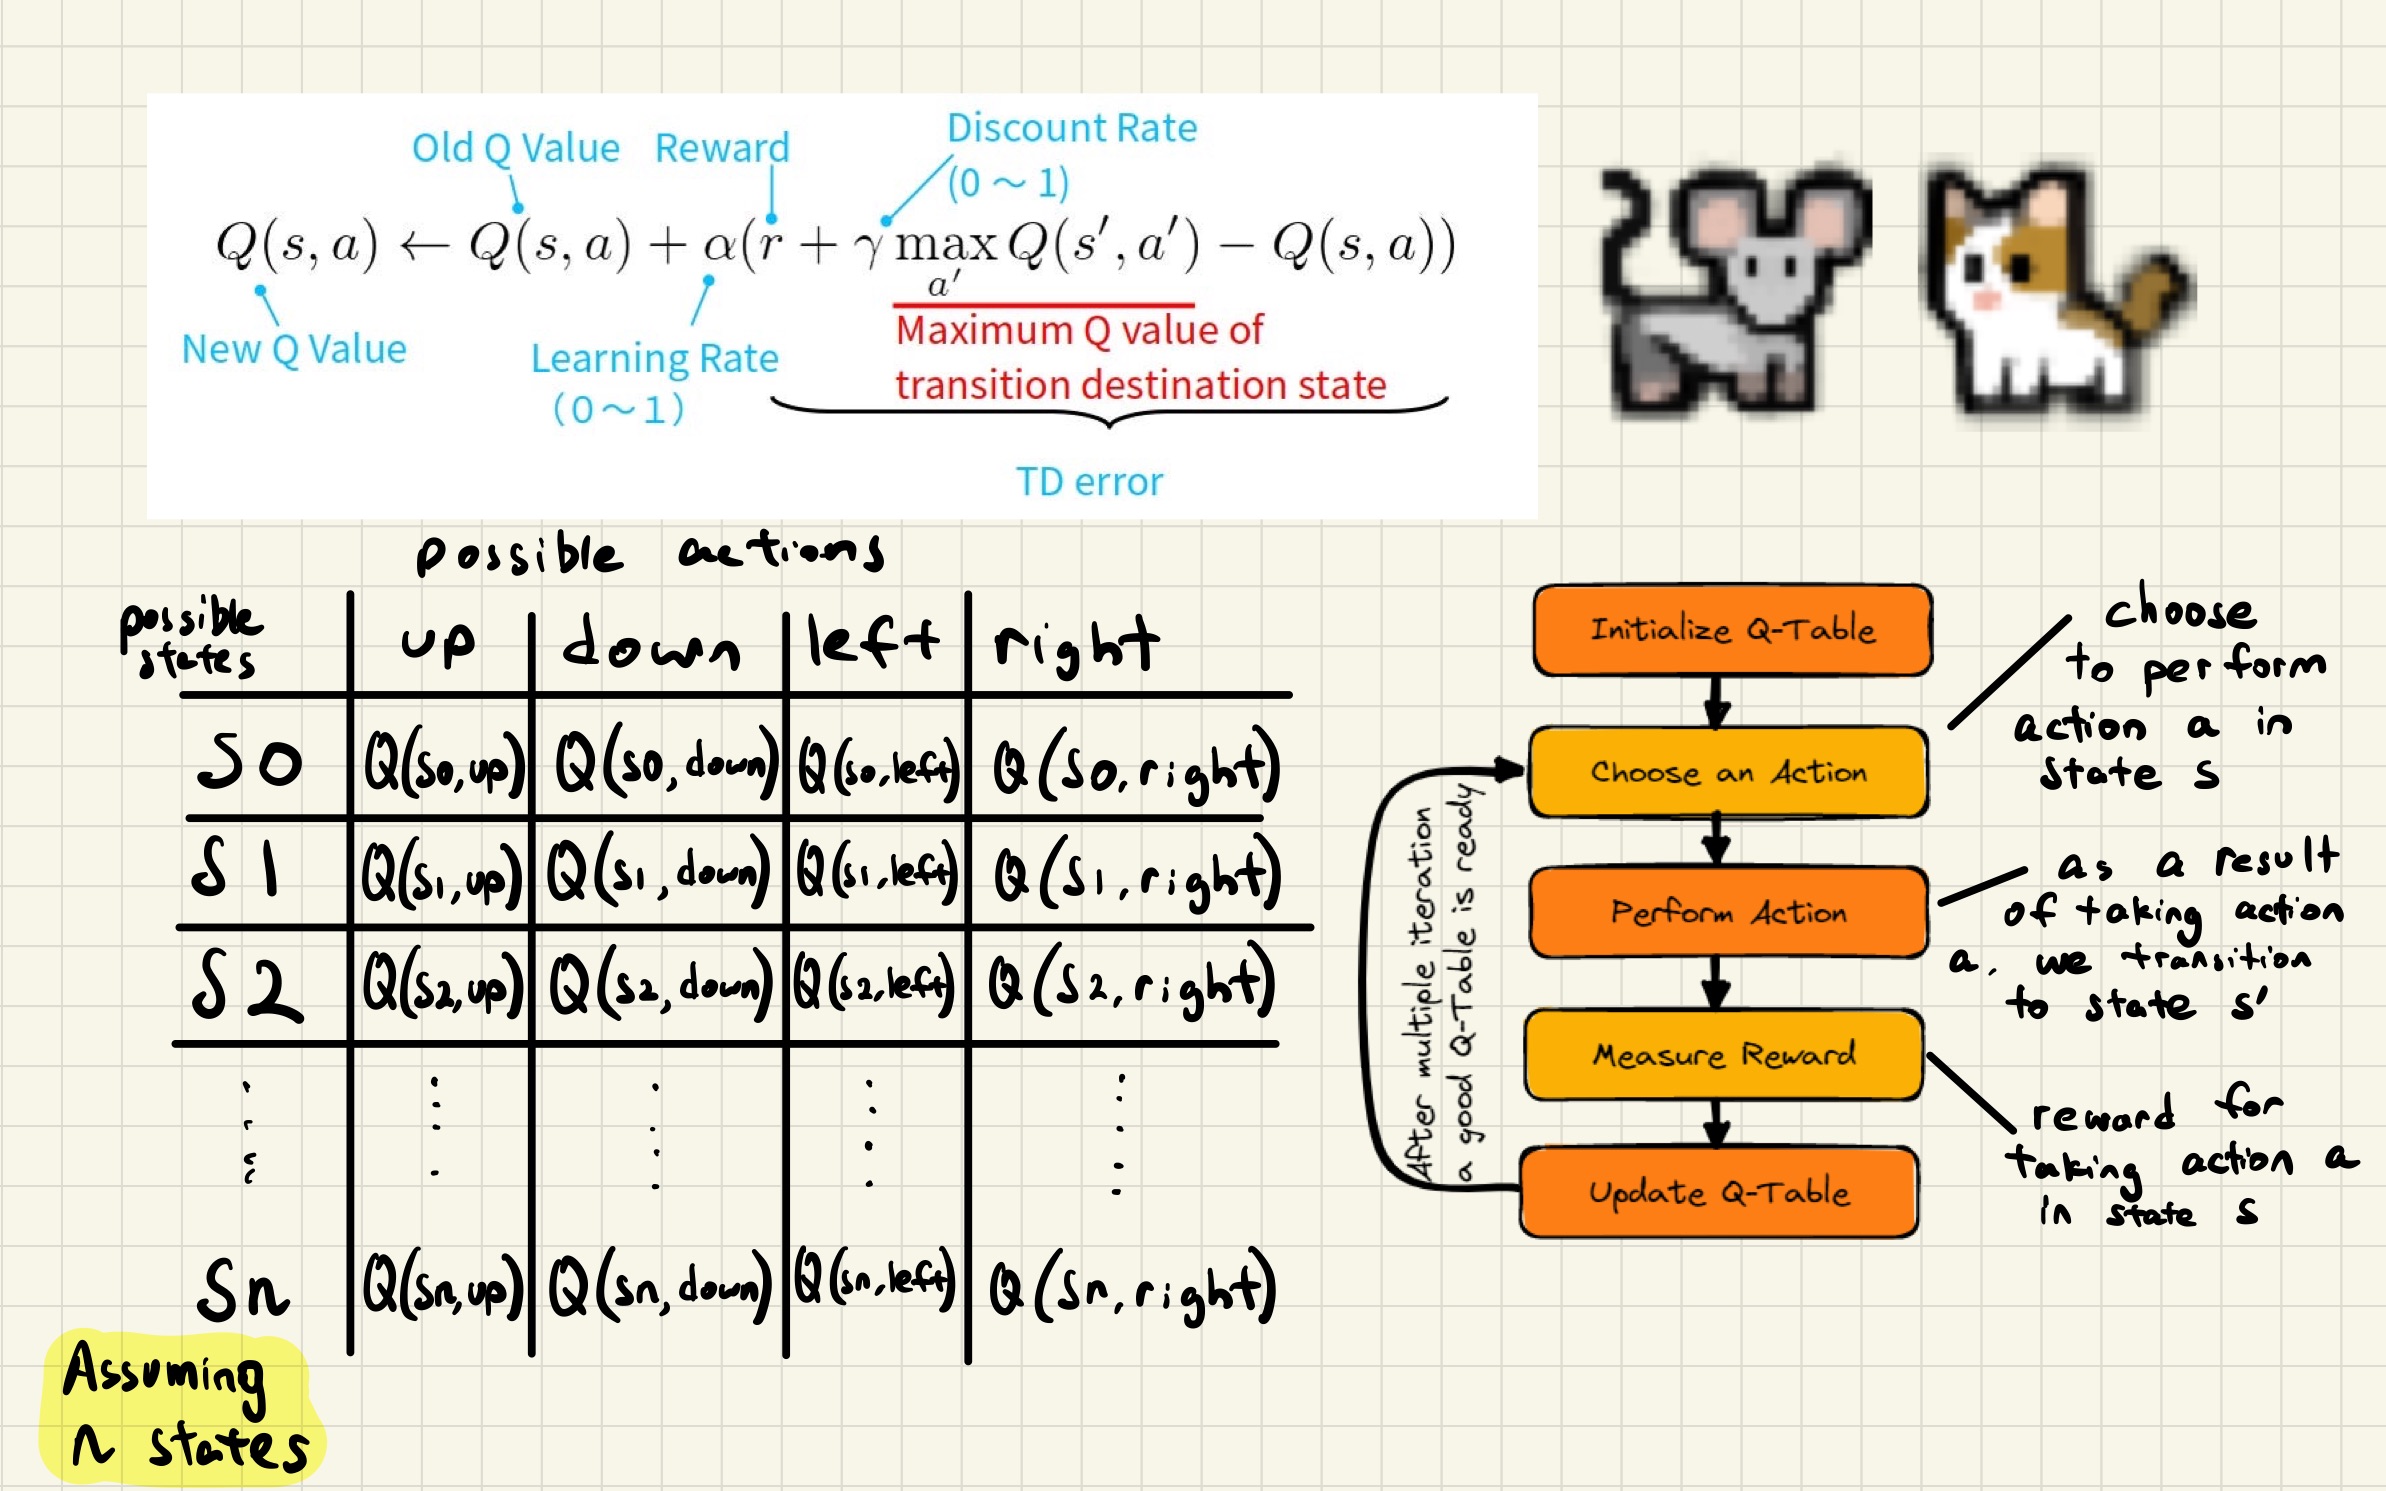 Old Q Value Reward Discount Rate
(0 ～ 1)
Q(s, a) ← Q(s, a) + α(r + γ max Q(s′, a′) − Q(s, a))
a′
New Q Value
Learning Rate
（0～1）
Maximum Q value of
transition destination state
TD error
possible actions
possible
states
up down left right
S0 Q(s0,up) Q(s0,down) Q(s0,left) Q(s0,right)
S1 Q(s1,up) Q(s1,down) Q(s1,left) Q(s1,right)
S2 Q(s2,up) Q(s2,down) Q(s2,left) Q(s2,right)
Sn Q(sn,up) Q(sn,down) Q(sn,left) Q(sn,right)
Assuming
n states
Initialize Q-Table
Choose an Action
Perform Action
Measure Reward
Update Q-Table
After multiple iteration
a good Q-Table is ready
choose
to perform
action a in
state s
as a result
of taking action
a, we transition
to state s'
reward for
taking action a
in state s